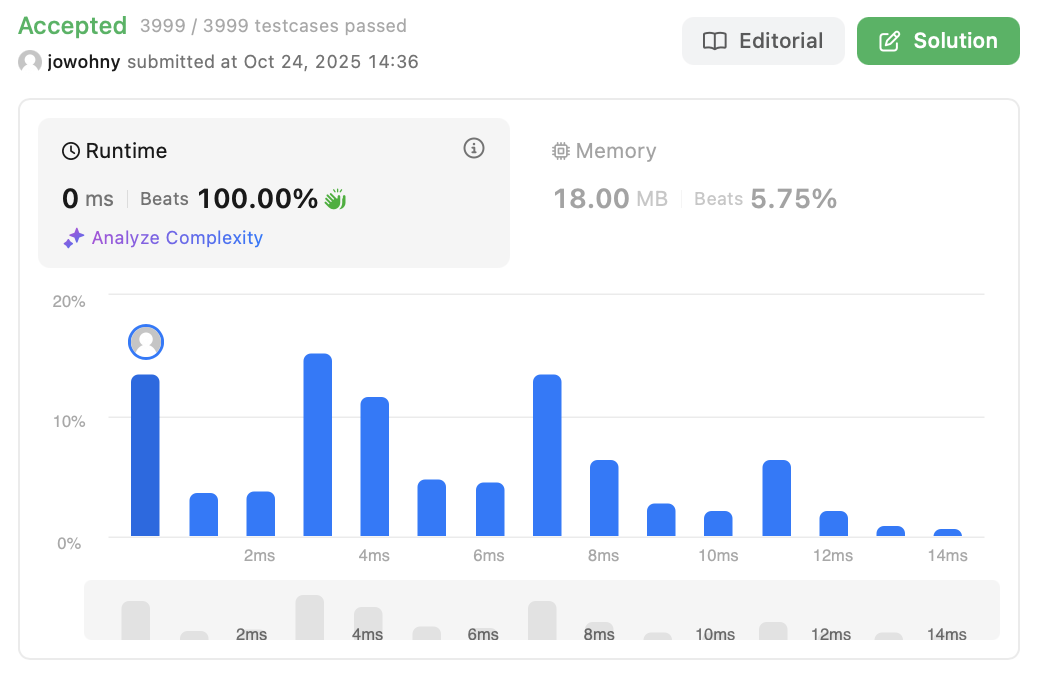 Accepted 3999 / 3999 testcases passed
jowohny submitted at Oct 24, 2025 14:36
Editorial
Solution
Runtime
0 ms Beats 100.00%
Analyze Complexity
Memory
18.00 MB Beats 5.75%
20%
10%
0%
2ms 4ms 6ms 8ms 10ms 12ms 14ms
2ms 4ms 6ms 8ms 10ms 12ms 14ms